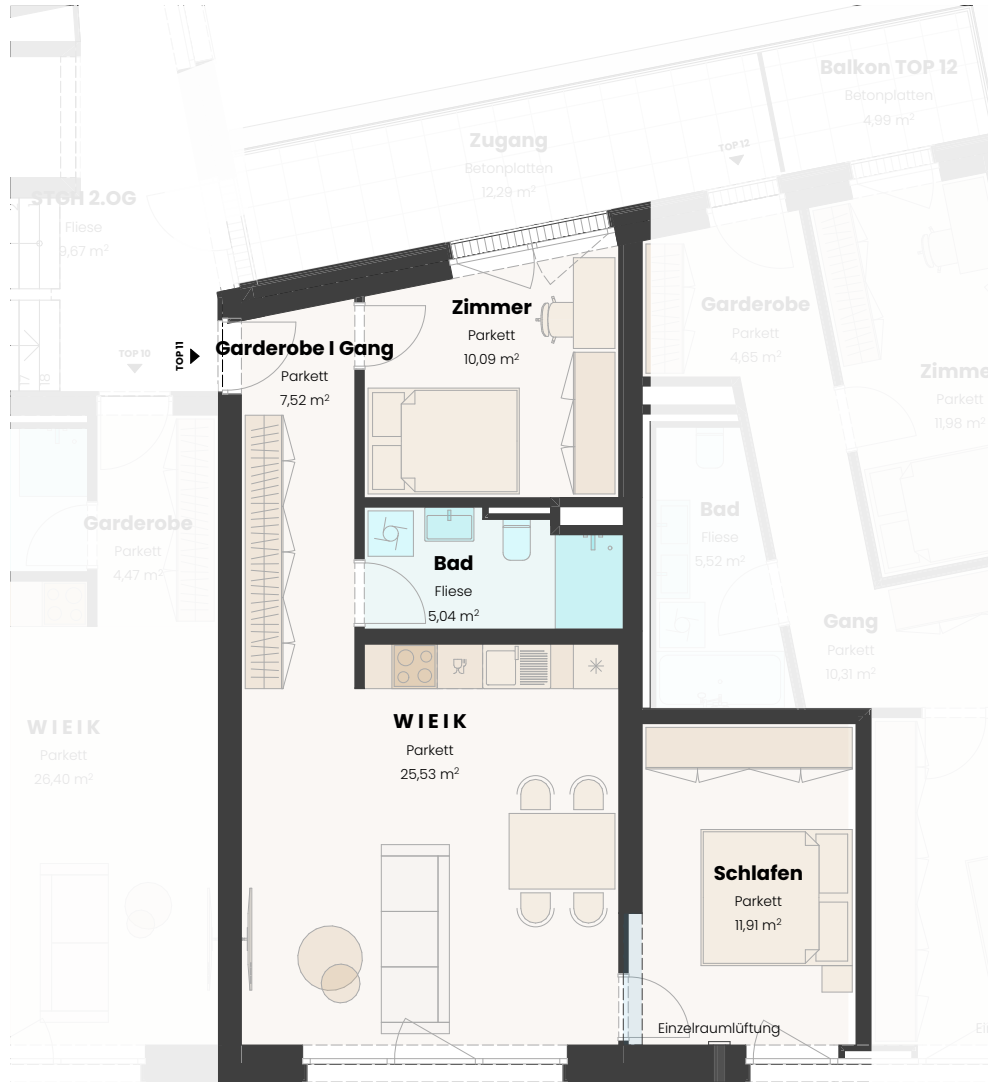 Balkon TOP 12
Betonplatten
4,99 m²
Zugang
Betonplatten
12,29 m²
TOP 12
STGH 2.OG
Fliese
9,67 m²
17
18
TOP 10
TOP 11
Garderobe I Gang
Parkett
7,52 m²
Zimmer
Parkett
10,09 m²
Garderobe
Parkett
4,65 m²
Zimme
Parkett
11,98 m²
Garderobe
Parkett
4,47 m²
Bad
Fliese
5,04 m²
Bad
Fliese
5,52 m²
Gang
Parkett
10,31 m²
W I E I K
Parkett
26,40 m²
W I E I K
Parkett
25,53 m²
Schlafen
Parkett
11,91 m²
Einzelraumlüftung
Ei